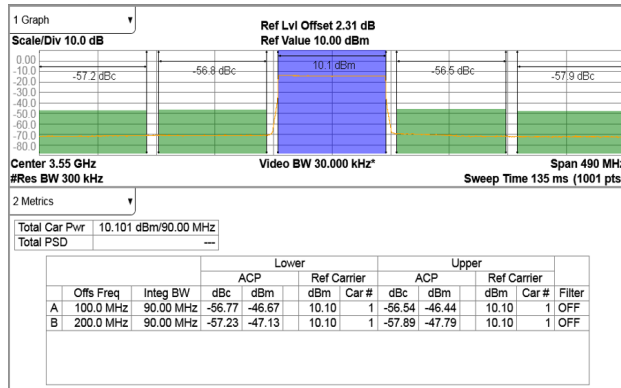 1 Graph
Ref Lvl Offset 2.31 dB
Scale/Div 10.0 dB
Ref Value 10.00 dBm
0.00
-10.0
-20.0
-30.0
-40.0
-50.0
-60.0
-70.0
-80.0
-57.2 dBc
-56.8 dBc
10.1 dBm
-56.5 dBc
-57.9 dBc
Center 3.55 GHz
Video BW 30.000 kHz*
Span 490 MHz
#Res BW 300 kHz
Sweep Time 135 ms (1001 pts
2 Metrics
Total Car Pwr 10.101 dBm/90.00 MHz
Total PSD ---
Lower Upper
ACP Ref Carrier ACP Ref Carrier
Offs Freq Integ BW dBc dBm dBm Car # dBc dBm dBm Car # Filter
A 100.0 MHz 90.00 MHz -56.77 -46.67 10.10 1 -56.54 -46.44 10.10 1 OFF
B 200.0 MHz 90.00 MHz -57.23 -47.13 10.10 1 -57.89 -47.79 10.10 1 OFF